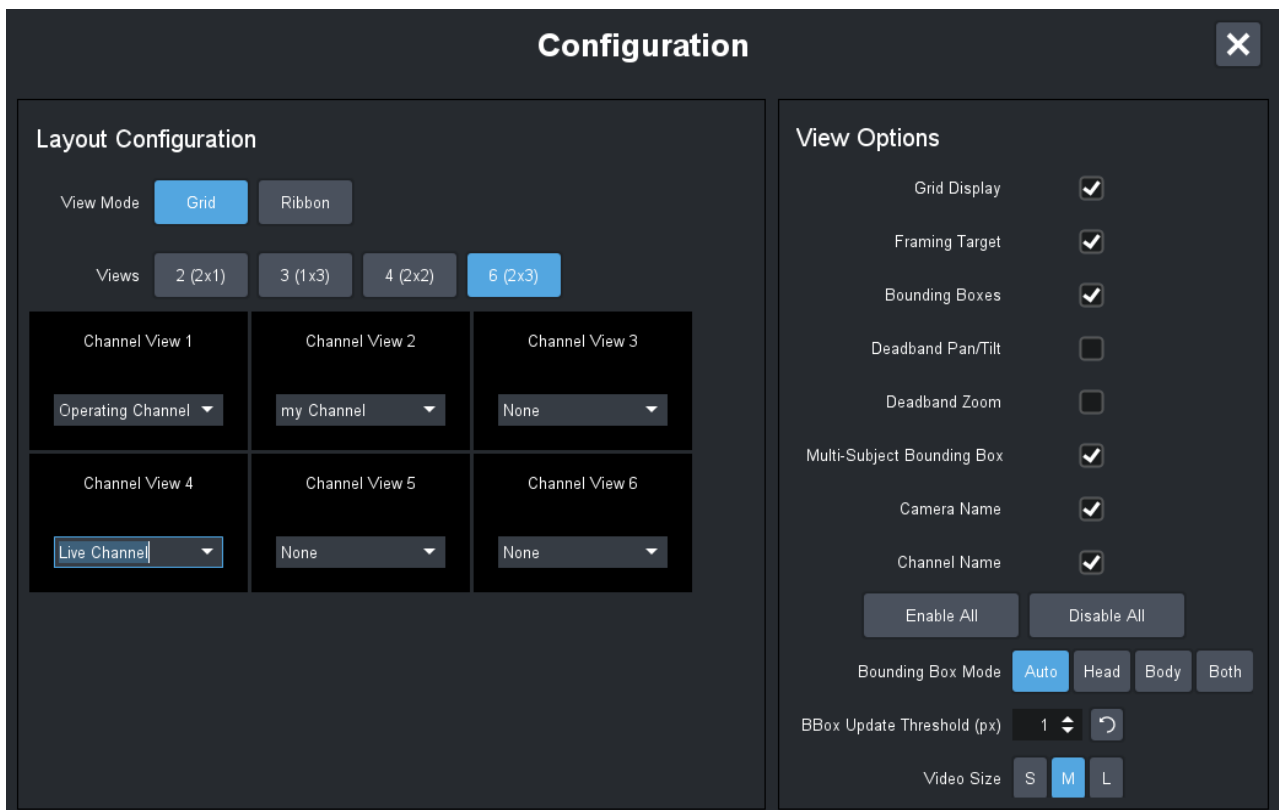 Configuration
Layout Configuration
View Mode Grid Ribbon
Views 2 (2x1) 3 (1x3) 4 (2x2) 6 (2x3)
Channel View 1 Channel View 2 Channel View 3
Operating Channel my Channel None
Channel View 4 Channel View 5 Channel View 6
Live Channel None None
View Options
Grid Display
Framing Target
Bounding Boxes
Deadband Pan/Tilt
Deadband Zoom
Multi-Subject Bounding Box
Camera Name
Channel Name
Enable All Disable All
Bounding Box Mode Auto Head Body Both
BBox Update Threshold (px) 1
Video Size S M L